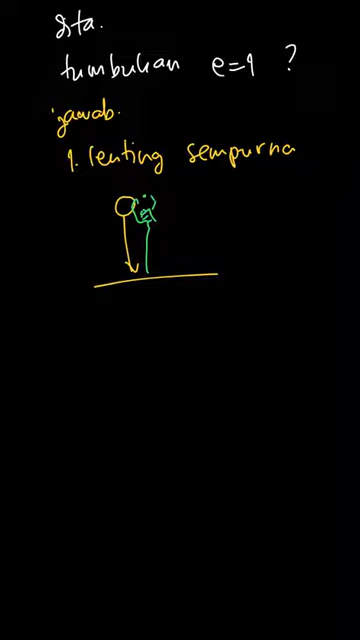 dita.
tumbukan e=1 ?
jawab.
1. lenting sempurna